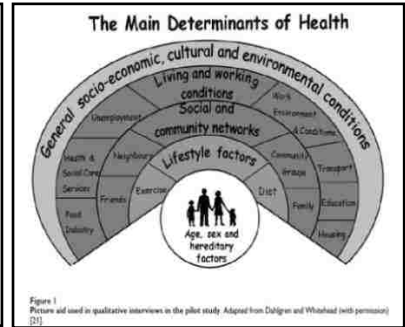 The Main Determinants of Health
General socio-economic, cultural and environmental conditions
Living and working
conditions
Unemployment
Work
Environment
& Conditions
Social and
community networks
Health &
Social Care
Services
Neighbours
Lifestyle factors
Community
Groups
Transport
Friends
Exercise
Diet
Family
Education
Food
Industry
Housing
Age, sex and
hereditary
factors
Figure 1
Picture aid used in qualitative interviews in the pilot study Adapted from Dahlgren and Whitehead (with permission)
[21]